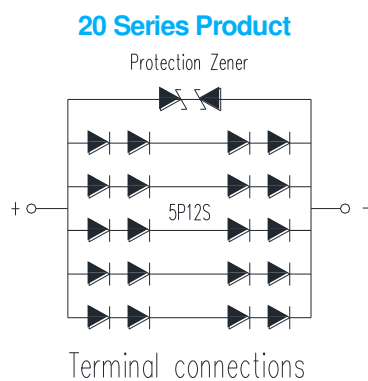 20 Series Product
Protection Zener
+ 5P12S -
Terminal connections